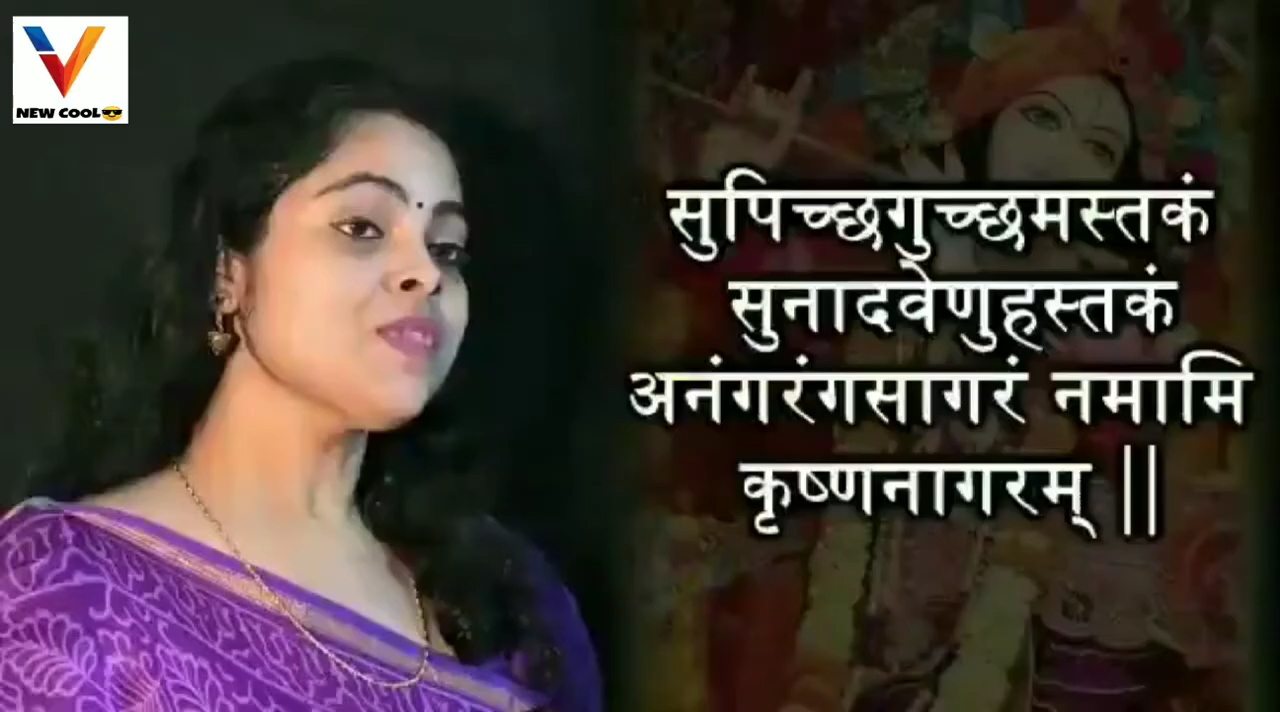 NEW COOL😎
सुपिच्छगुच्छमस्तकं
सुनादवेणुहस्तकं
अनंगरंगसागरं नमामि
कृष्णनागरम् ||